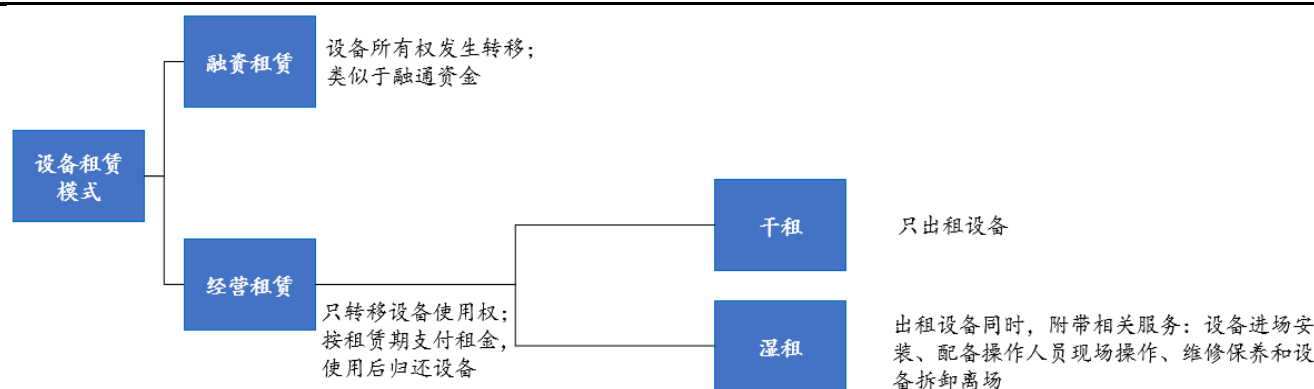 融资租赁
设备所有权发生转移；
类似于融通资金
设备租赁
模式
干租
只出租设备
经营租赁
只转移设备使用权；
按租赁期支付租金，
使用后归还设备
湿租
出租设备同时，附带相关服务：设备进场安
装、配备操作人员现场操作、维修保养和设
备拆卸离场